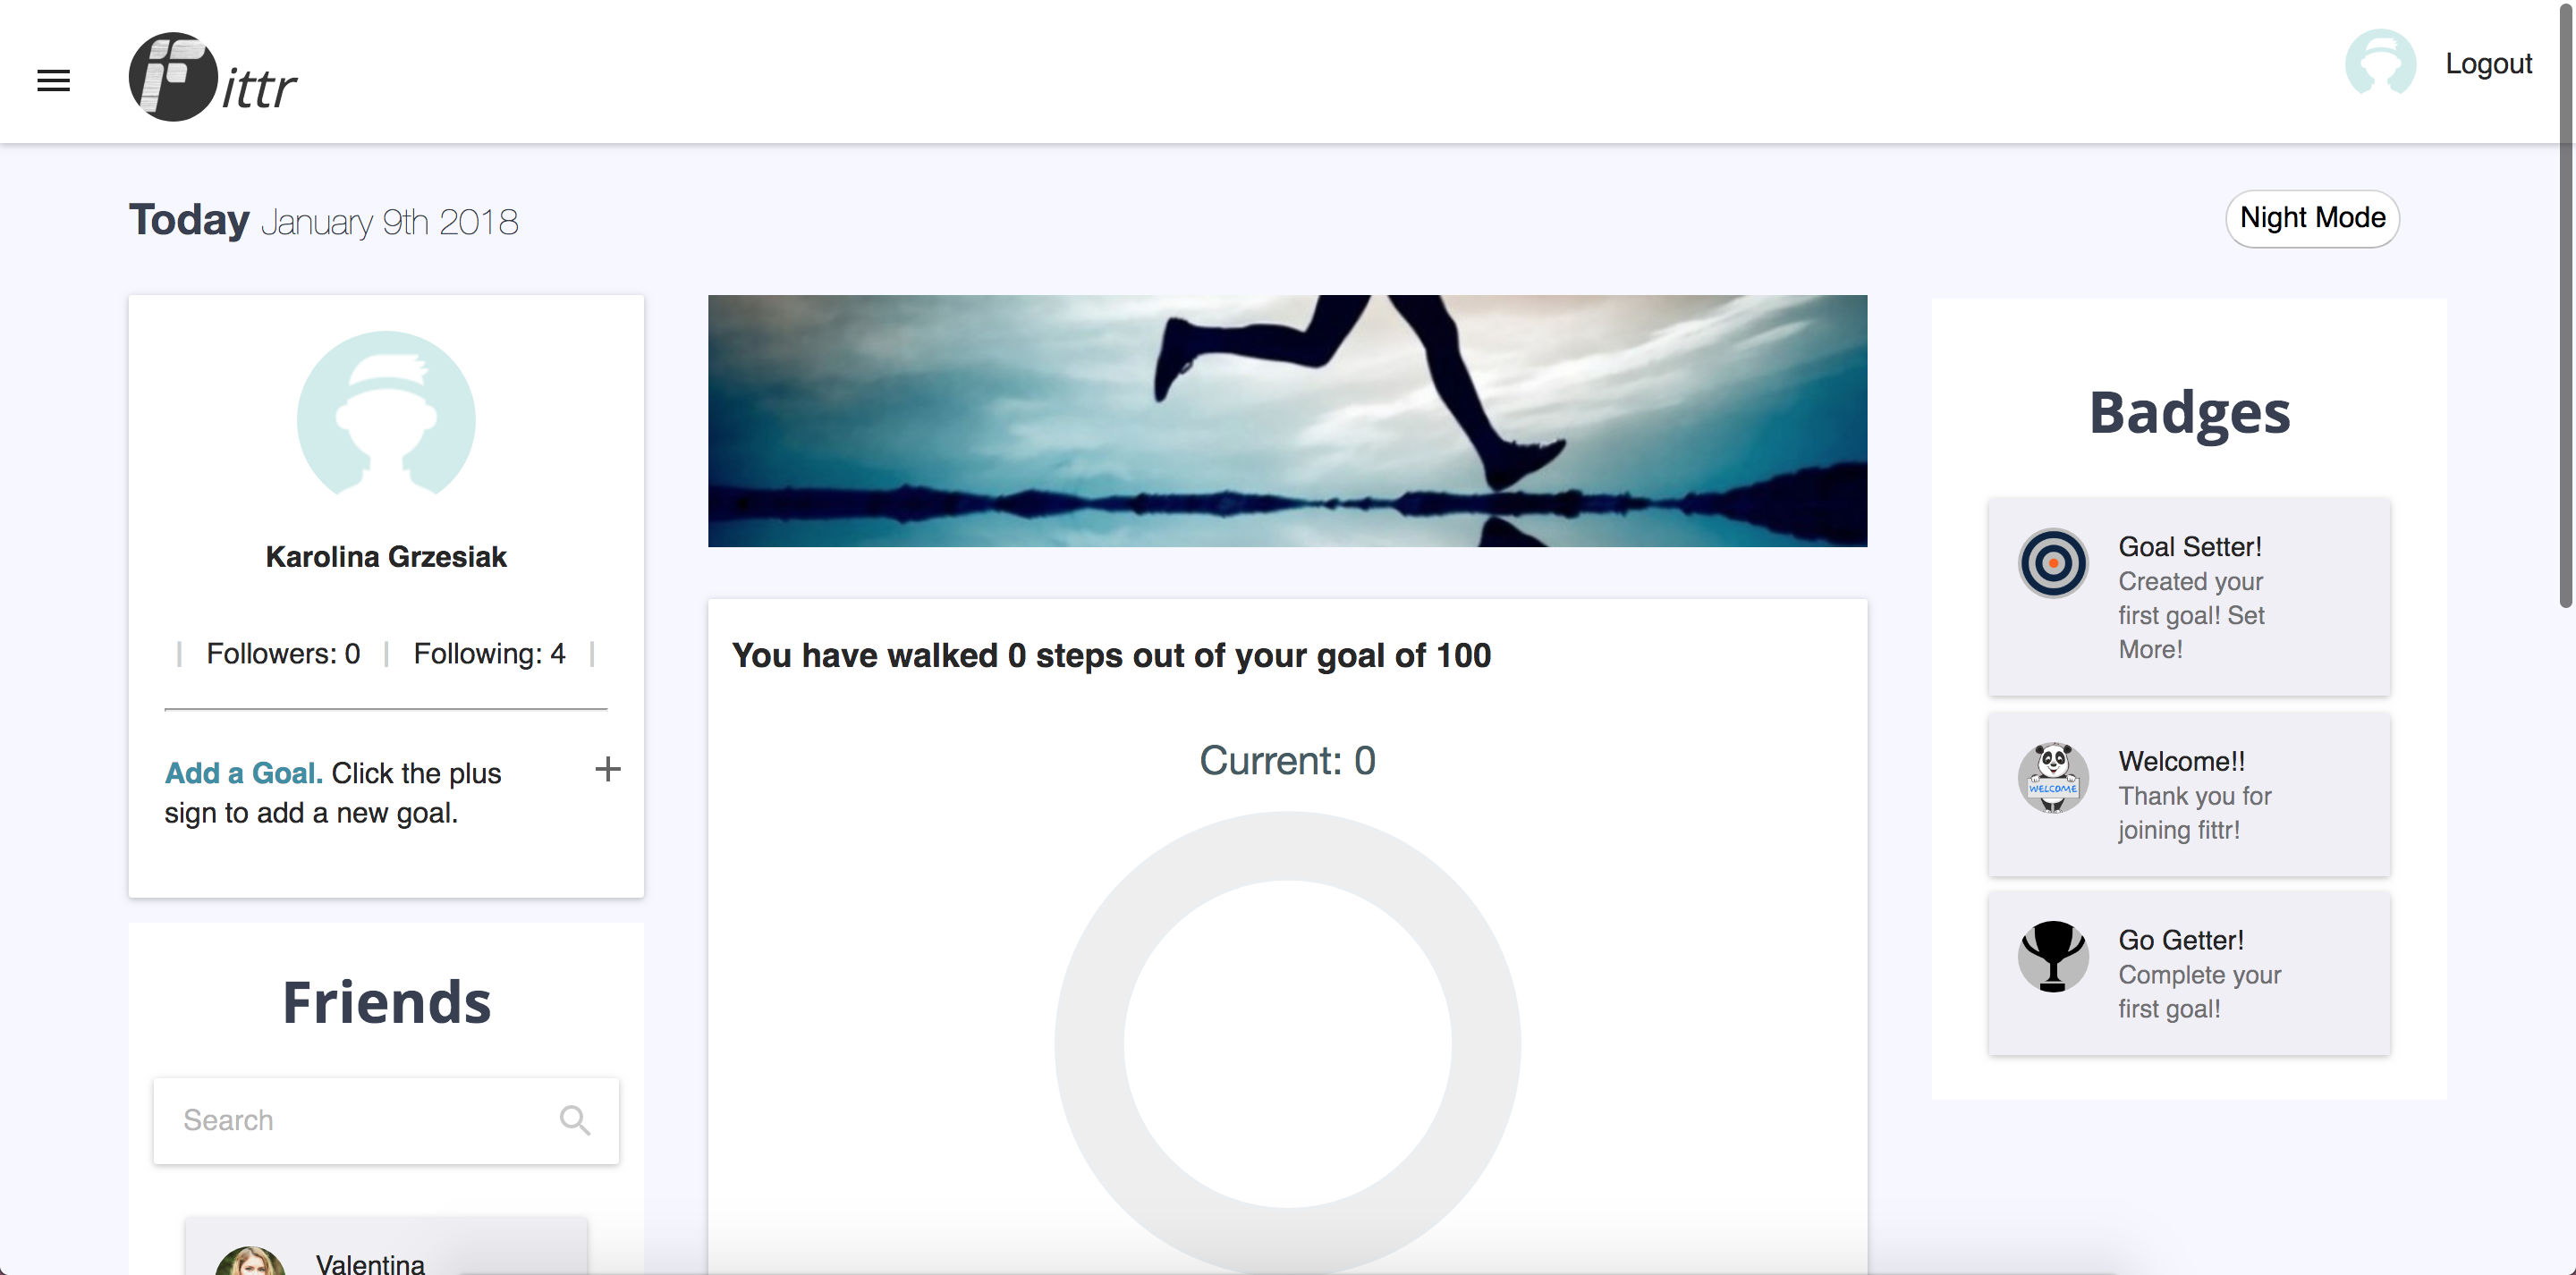 Fittr
Logout
Today January 9th 2018
Night Mode
Karolina Grzesiak
| Followers: 0 | Following: 4 |
Add a Goal. Click the plus
sign to add a new goal.
Friends
Search
Valentina
You have walked 0 steps out of your goal of 100
Current: 0
Badges
Goal Setter!
Created your
first goal! Set
More!
WELCOME
Welcome!!
Thank you for
joining fittr!
Go Getter!
Complete your
first goal!